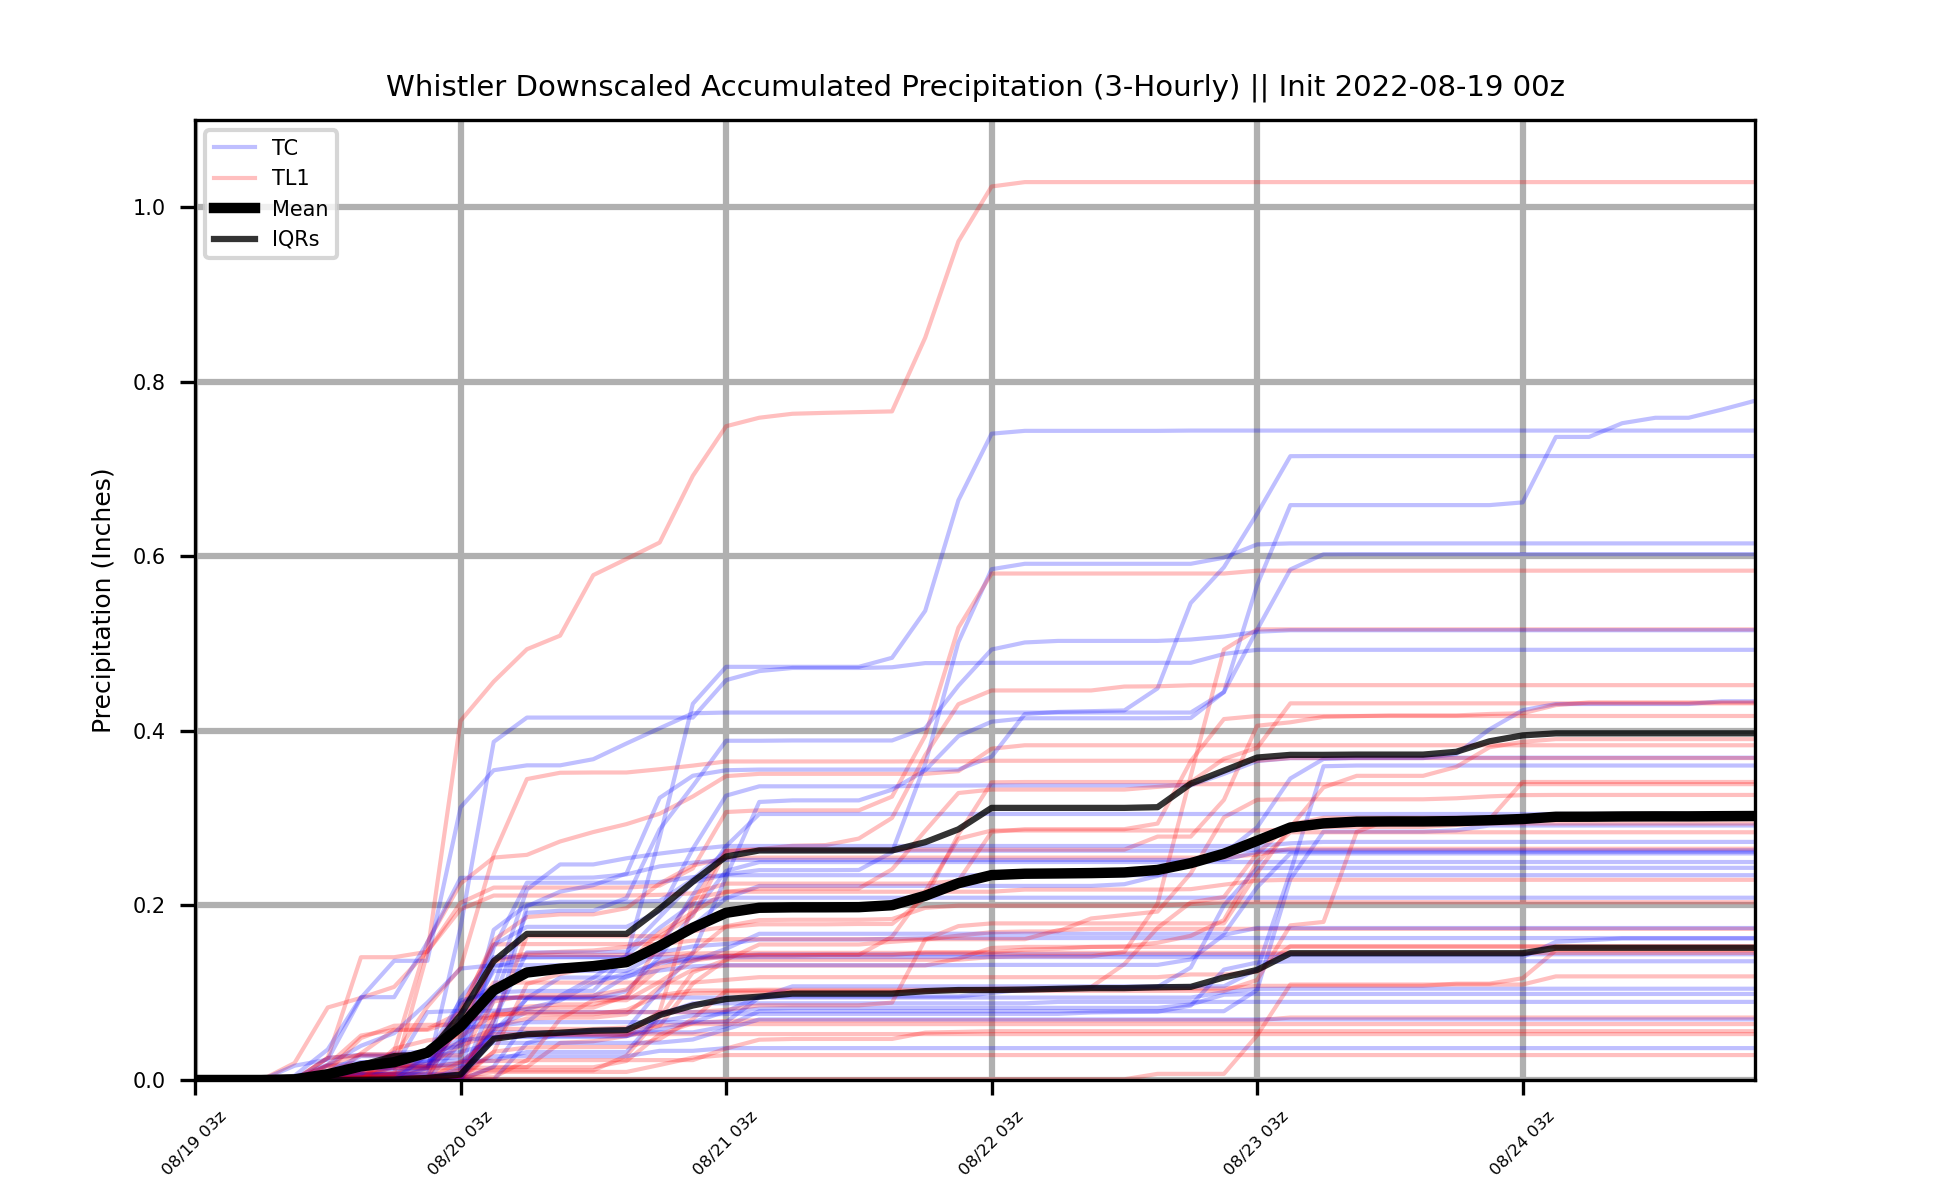 Whistler Downscaled Accumulated Precipitation (3-Hourly) || Init 2022-08-19 00z
TC
TL1
Mean
IQRs
Precipitation (Inches)
1.0
0.8
0.6
0.4
0.2
0.0
08/19 03z
08/20 03z
08/21 03z
08/22 03z
08/23 03z
08/24 03z